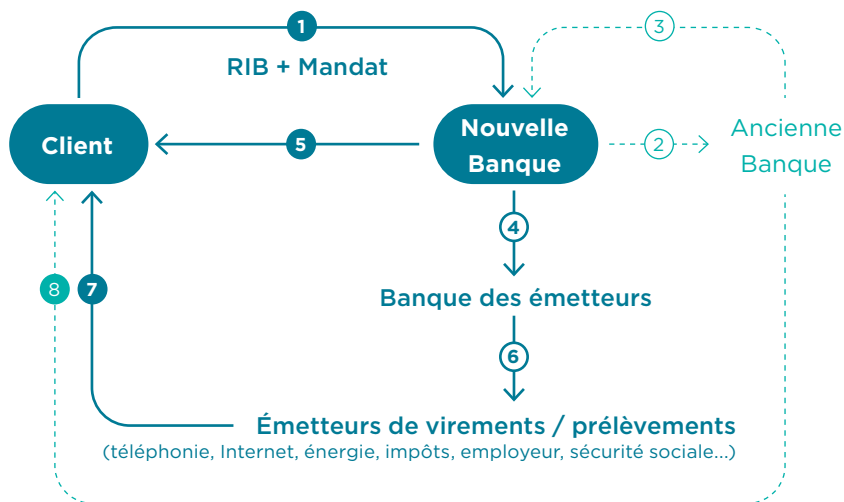 1
3
RIB + Mandat
Client
5
Nouvelle
Banque
2
Ancienne
Banque
4
Banque des émetteurs
8
7
6
Émetteurs de virements / prélèvements
(téléphonie, Internet, énergie, impôts, employeur, sécurité sociale...)